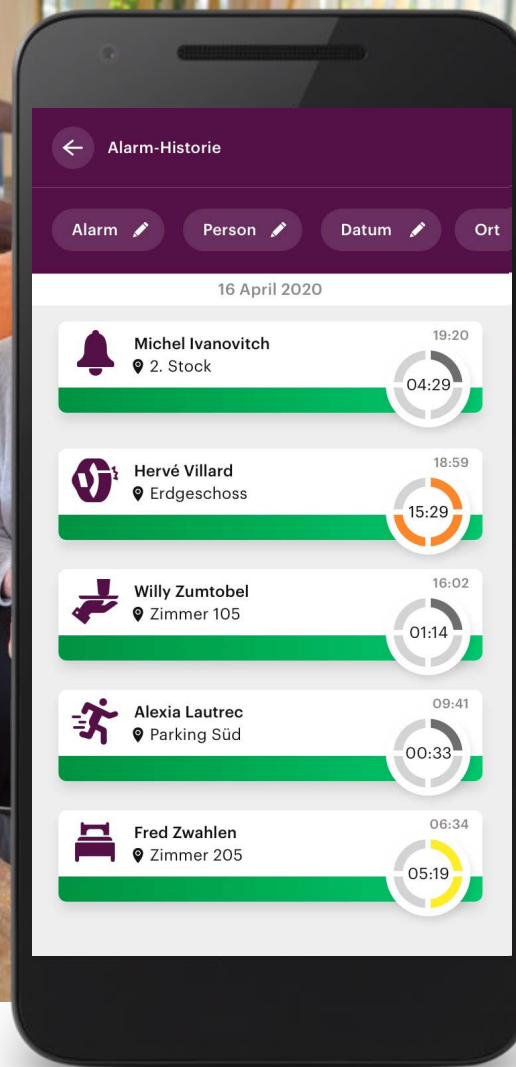 Alarm-Historie
Alarm
Person
Datum
Ort
16 April 2020
Michel Ivanovitch
2. Stock
19:20
04:29
Hervé Villard
Erdgeschoss
18:59
15:29
Willy Zumtobel
Zimmer 105
16:02
01:14
Alexia Lautrec
Parking Süd
09:41
00:33
Fred Zwahlen
Zimmer 205
06:34
05:19